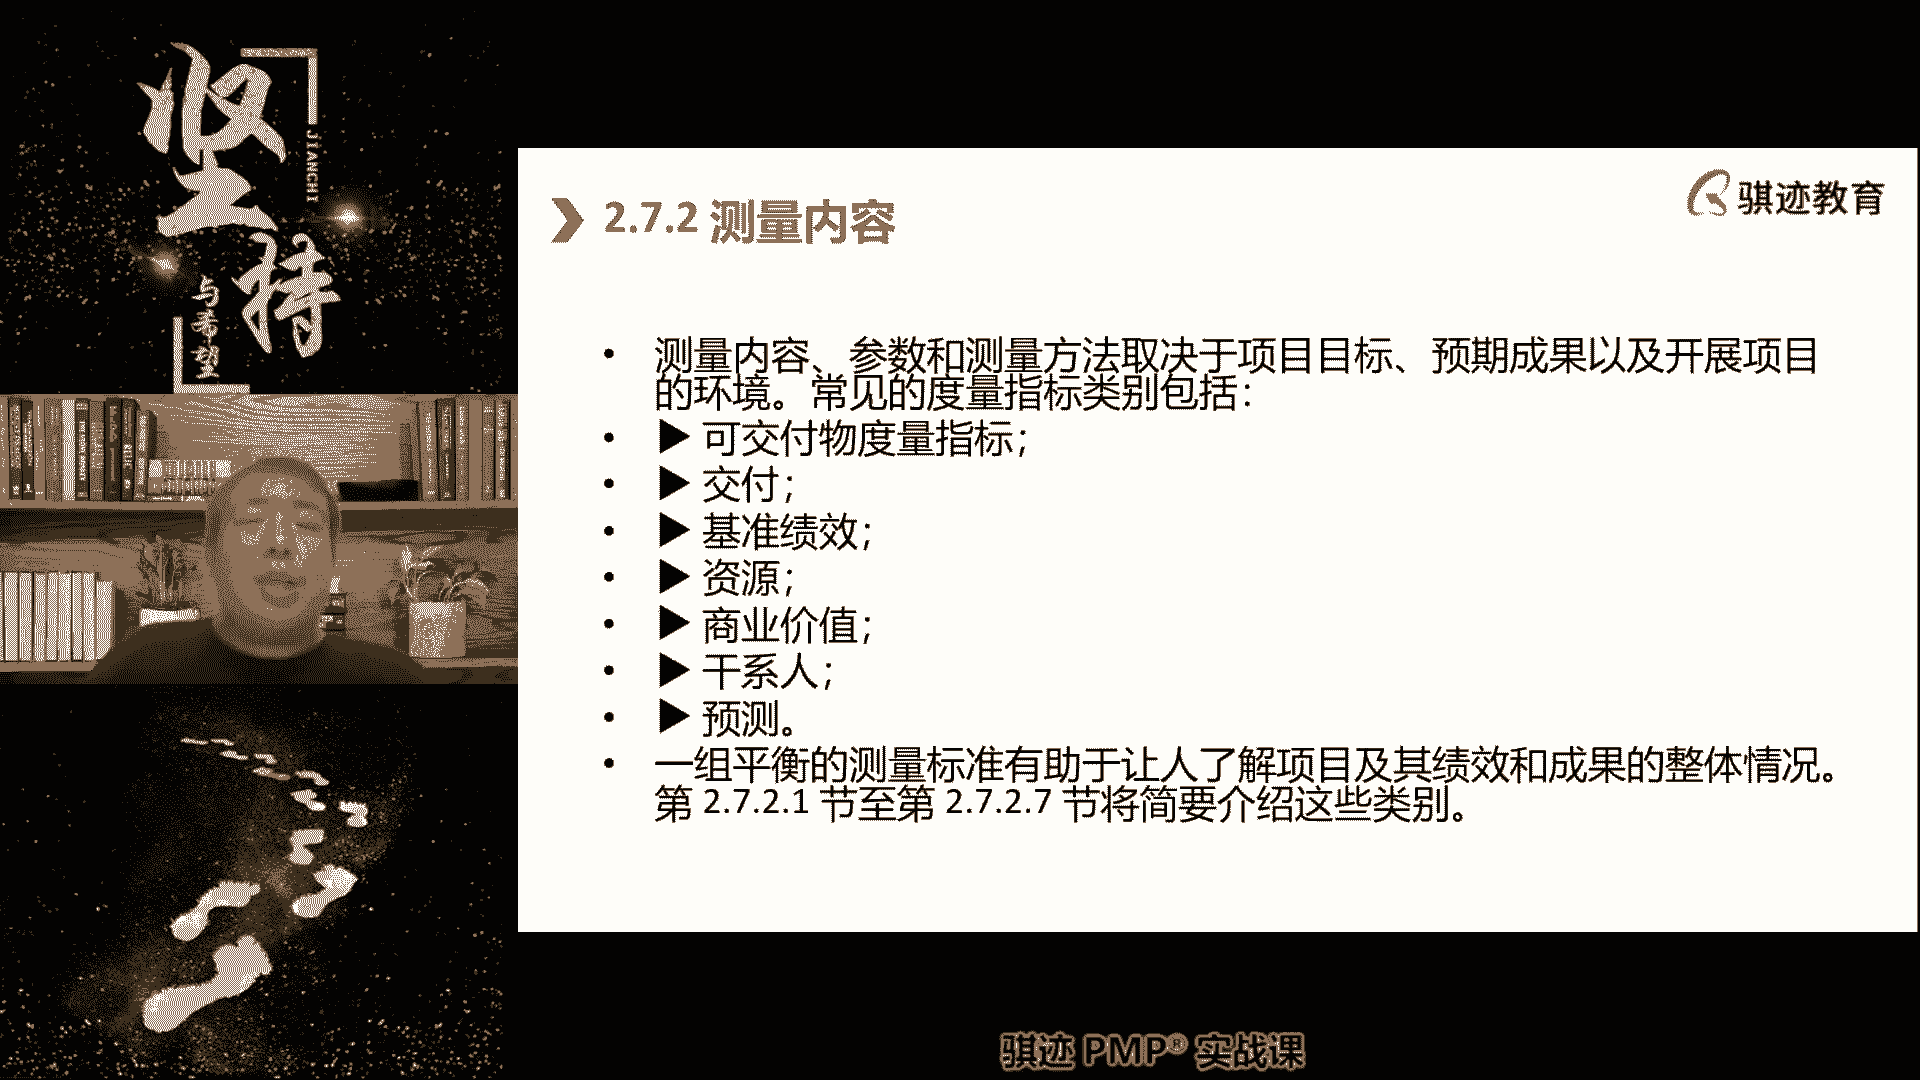 坚持
JIANCHI
与希望
骐迹教育
2.7.2 测量内容
• 测量内容、参数和测量方法取决于项目目标、预期成果以及开展项目
的环境。常见的度量指标类别包括：
• ▶ 可交付物度量指标；
• ▶ 交付；
• ▶ 基准绩效；
• ▶ 资源；
• ▶ 商业价值；
• ▶ 干系人；
• ▶ 预测。
• 一组平衡的测量标准有助于让人了解项目及其绩效和成果的整体情况。
第 2.7.2.1 节至第 2.7.2.7 节将简要介绍这些类别。
骐迹 PMP® 实战课